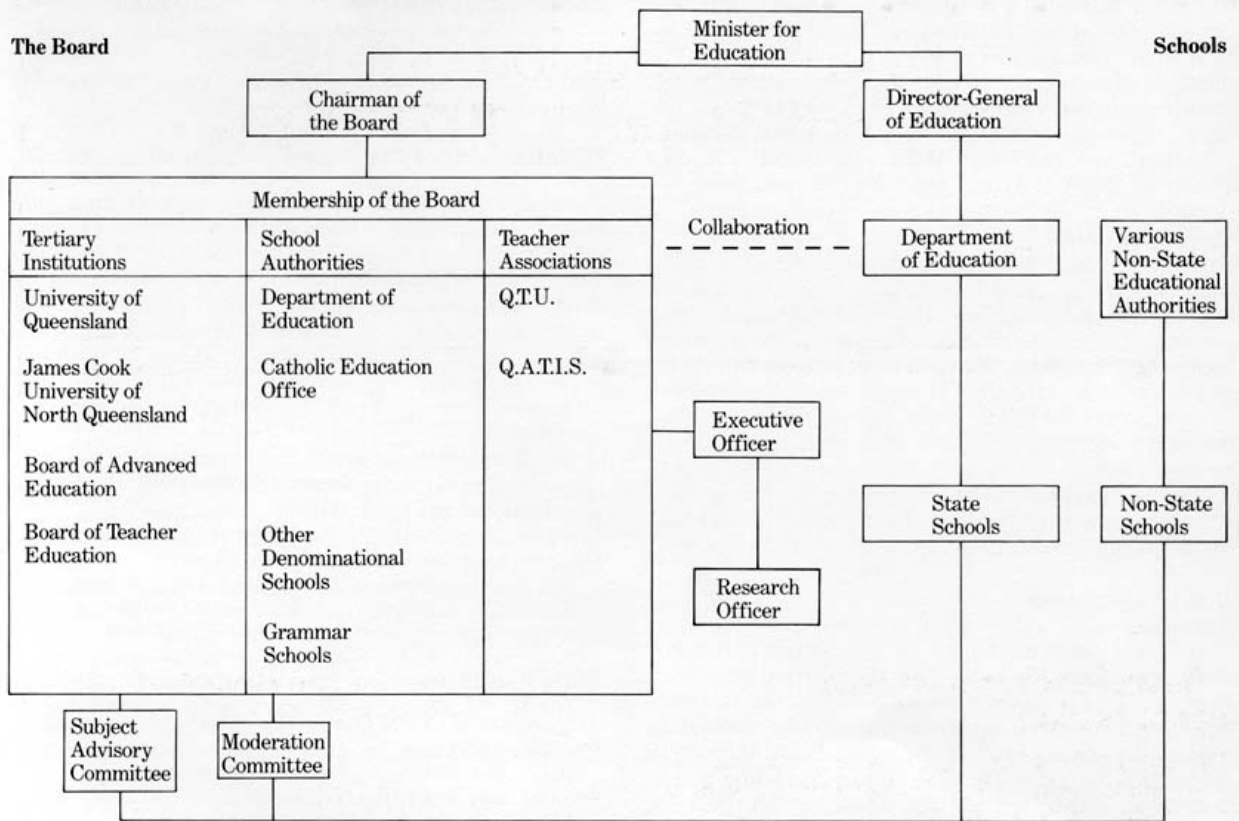 Minister for
Education
The Board
Schools
Chairman of
the Board
Director-General
of Education
Membership of the Board
Tertiary
Institutions
School
Authorities
Teacher
Associations
University of
Queensland
Department of
Education
Q.T.U.
James Cook
University of
North Queensland
Catholic Education
Office
Q.A.T.I.S.
Board of Advanced
Education
Board of Teacher
Education
Other
Denominational
Schools
Grammar
Schools
Collaboration
Department
of Education
Various
Non-State
Educational
Authorities
Executive
Officer
Research
Officer
State
Schools
Non-State
Schools
Subject
Advisory
Committee
Moderation
Committee